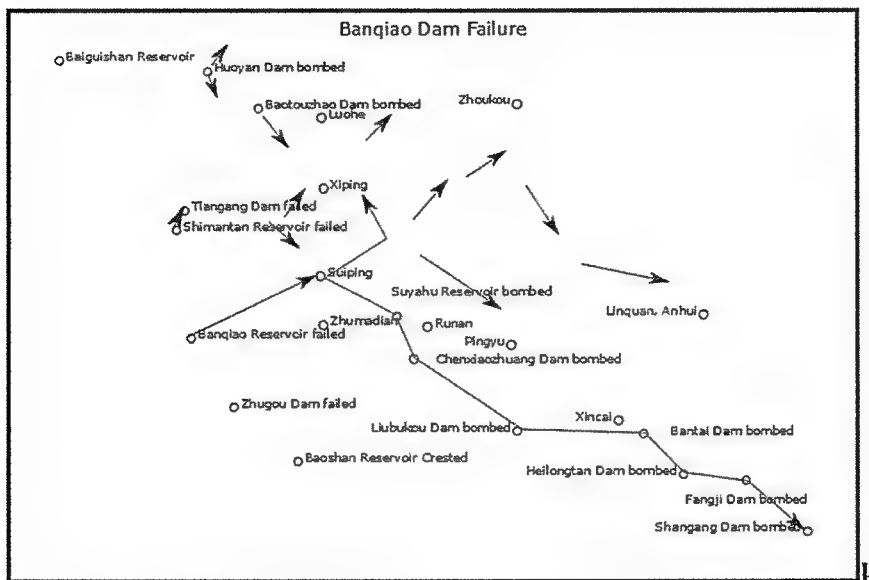 Banqiao Dam Failure
Baiguishan Reservoir
Huoyan Dam bombed
Baotouzhao Dam bombed
Luohe
Zhoukou
Xiping
Tiangang Dam failed
Shimantan Reservoir failed
Suiping
Suyahu Reservoir bombed
Linquan, Anhui
Zhumadian
Runan
Banqiao Reservoir failed
Pingyu
Chenxiaozhuang Dam bombed
Zhugou Dam failed
Xincai
Liubukou Dam bombed
Bantai Dam bombed
Baoshan Reservoir Crested
Heilongtan Dam bombed
Fangji Dam bombed
Shangang Dam bombed